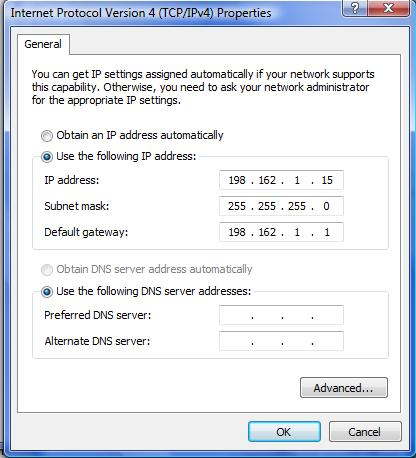 Internet Protocol Version 4 (TCP/IPv4) Properties
General
You can get IP settings assigned automatically if your network supports
this capability. Otherwise, you need to ask your network administrator
for the appropriate IP settings.
Obtain an IP address automatically
Use the following IP address:
IP address: 198 . 162 . 1 . 15
Subnet mask: 255 . 255 . 255 . 0
Default gateway: 198 . 162 . 1 . 1
Obtain DNS server address automatically
Use the following DNS server addresses:
Preferred DNS server: . . .
Alternate DNS server: . . .
Advanced...
OK Cancel